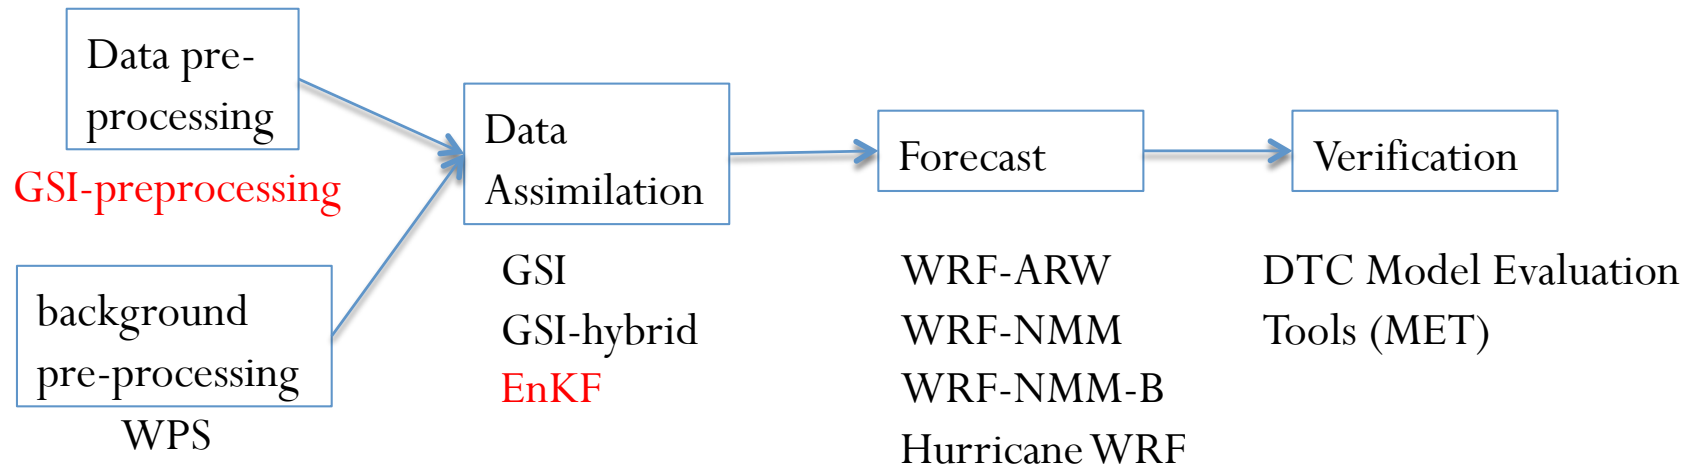 Data pre-
processing
GSI-preprocessing
background
pre-processing
WPS
Data
Assimilation
GSI
GSI-hybrid
EnKF
Forecast
WRF-ARW
WRF-NMM
WRF-NMM-B
Hurricane WRF
Verification
DTC Model Evaluation
Tools (MET)